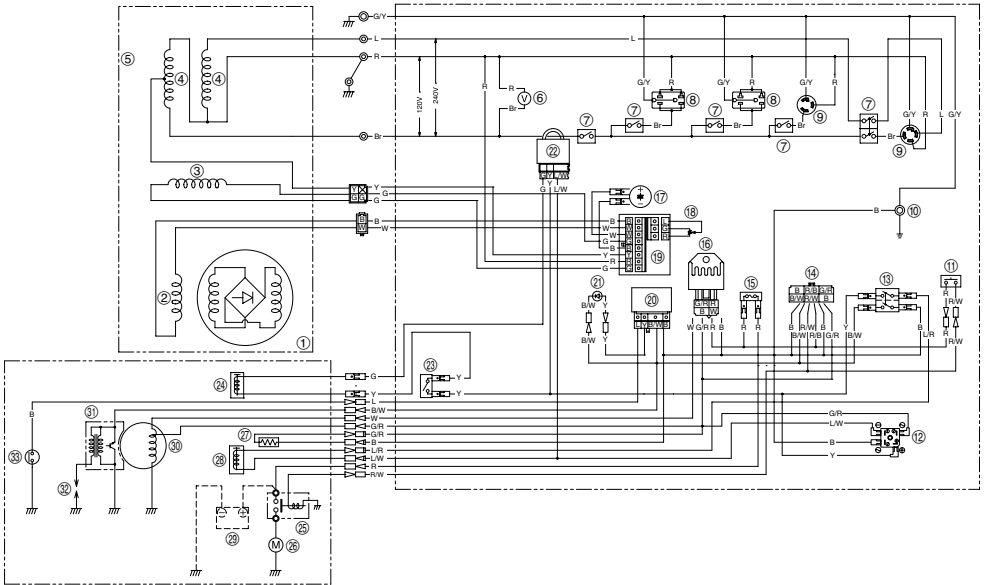 G/Y
L
R
Br
120V
240V
R
R
Br
V
⑥
G/Y
R
G/Y
R
G/Y
R
G/Y
R
L
G/Y
L
⑤
④
④
⑦
⑧
⑦
⑧
⑦
⑨
⑦
⑦
Br
Br
Br
Br
⑨
㉒
G Y L/W
G
Y
L/W
③
Y
G G
Y
G
G
B
W
B
W
⑰
⑱
⑲
B
W
W
G
B
Y
R
G
B
⑩
②
①
⑯
G/R R
B W
W
G/R
R
B
⑮
R
R
⑭
B R/B G/R
B/W R/W B
B
B/W
R/W
R/B
B
G/R
⑬
Y
B/W
B
L/R
⑪
R
R/W
R
R/W
㉑
B/W
Y
B/W
Y
⑳
L Y B/W B
㉓
Y
Y
㉔
G
Y
L
B/W
W
G/R
G/R
B
L/R
L/W
R
R/W
G/R
L/W
B
Y
⑫
B
㉝
㉛
㉚
㉜
㉗
㉘
㉙
㉕
M
㉖